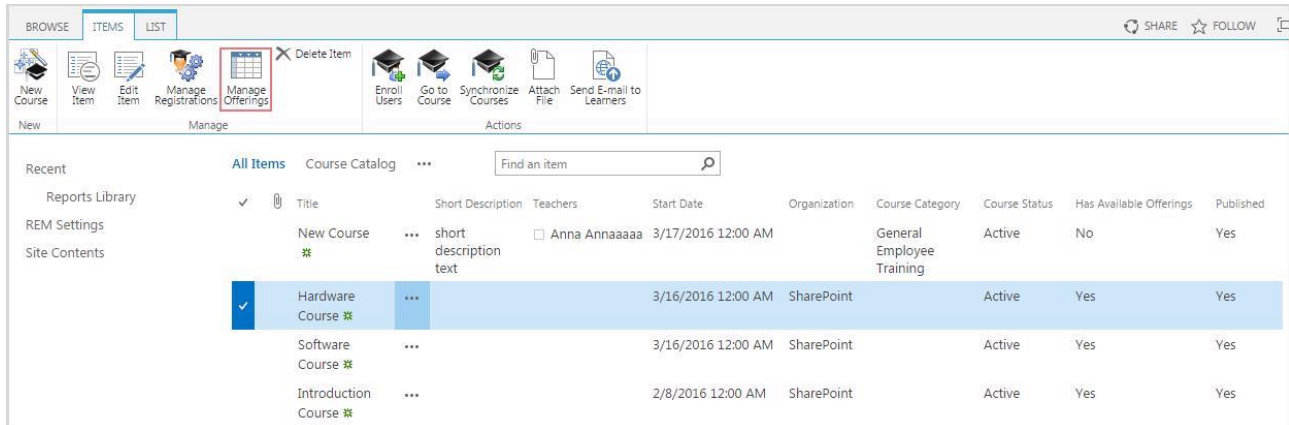 BROWSE ITEMS LIST SHARE FOLLOW
New Course View Item Edit Item Manage Registrations Manage Offerings Delete Item Enroll Users Go to Course Synchronize Courses Attach File Send E-mail to Learners
New Manage Actions
Recent
Reports Library
REM Settings
Site Contents
All Items Course Catalog ... Find an item
Title Short Description Teachers Start Date Organization Course Category Course Status Has Available Offerings Published
New Course ... short description text Anna Annaaaaa 3/17/2016 12:00 AM General Employee Training Active No Yes
Hardware Course ... 3/16/2016 12:00 AM SharePoint Active Yes Yes
Software Course ... 3/16/2016 12:00 AM SharePoint Active Yes Yes
Introduction Course ... 2/8/2016 12:00 AM SharePoint Active Yes Yes